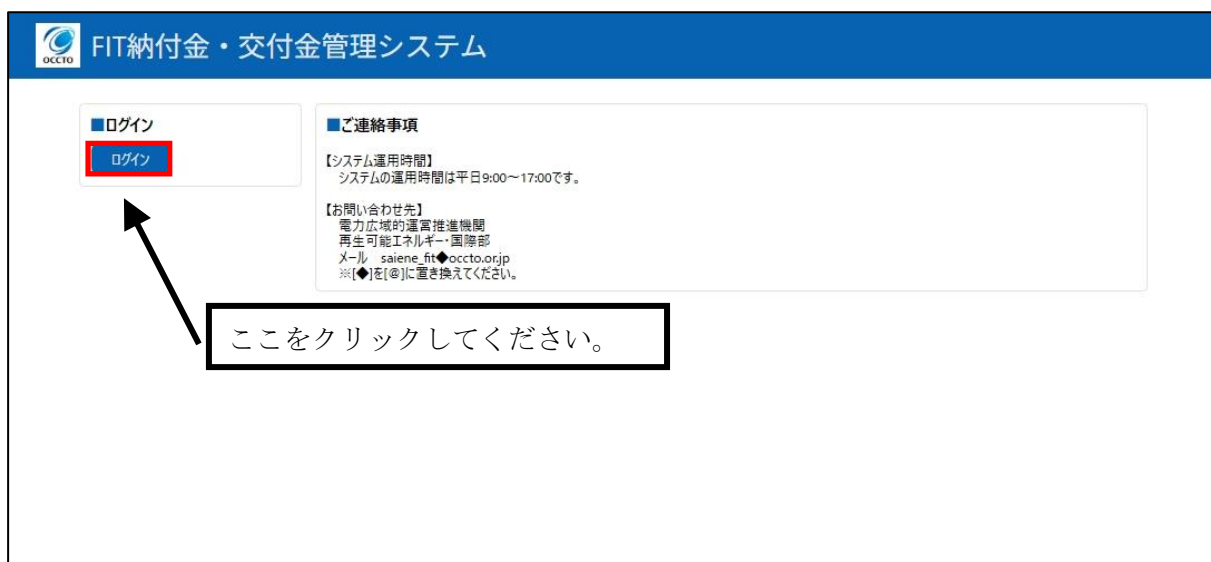 OCCTO
FIT納付金・交付金管理システム
■ログイン
ログイン
■ご連絡事項
【システム運用時間】
システムの運用時間は平日9:00～17:00です。
【お問い合わせ先】
電力広域的運営推進機関
再生可能エネルギー・国際部
メール saiene_fit◆occto.or.jp
※[◆]を[@]に置き換えてください。
ここをクリックしてください。